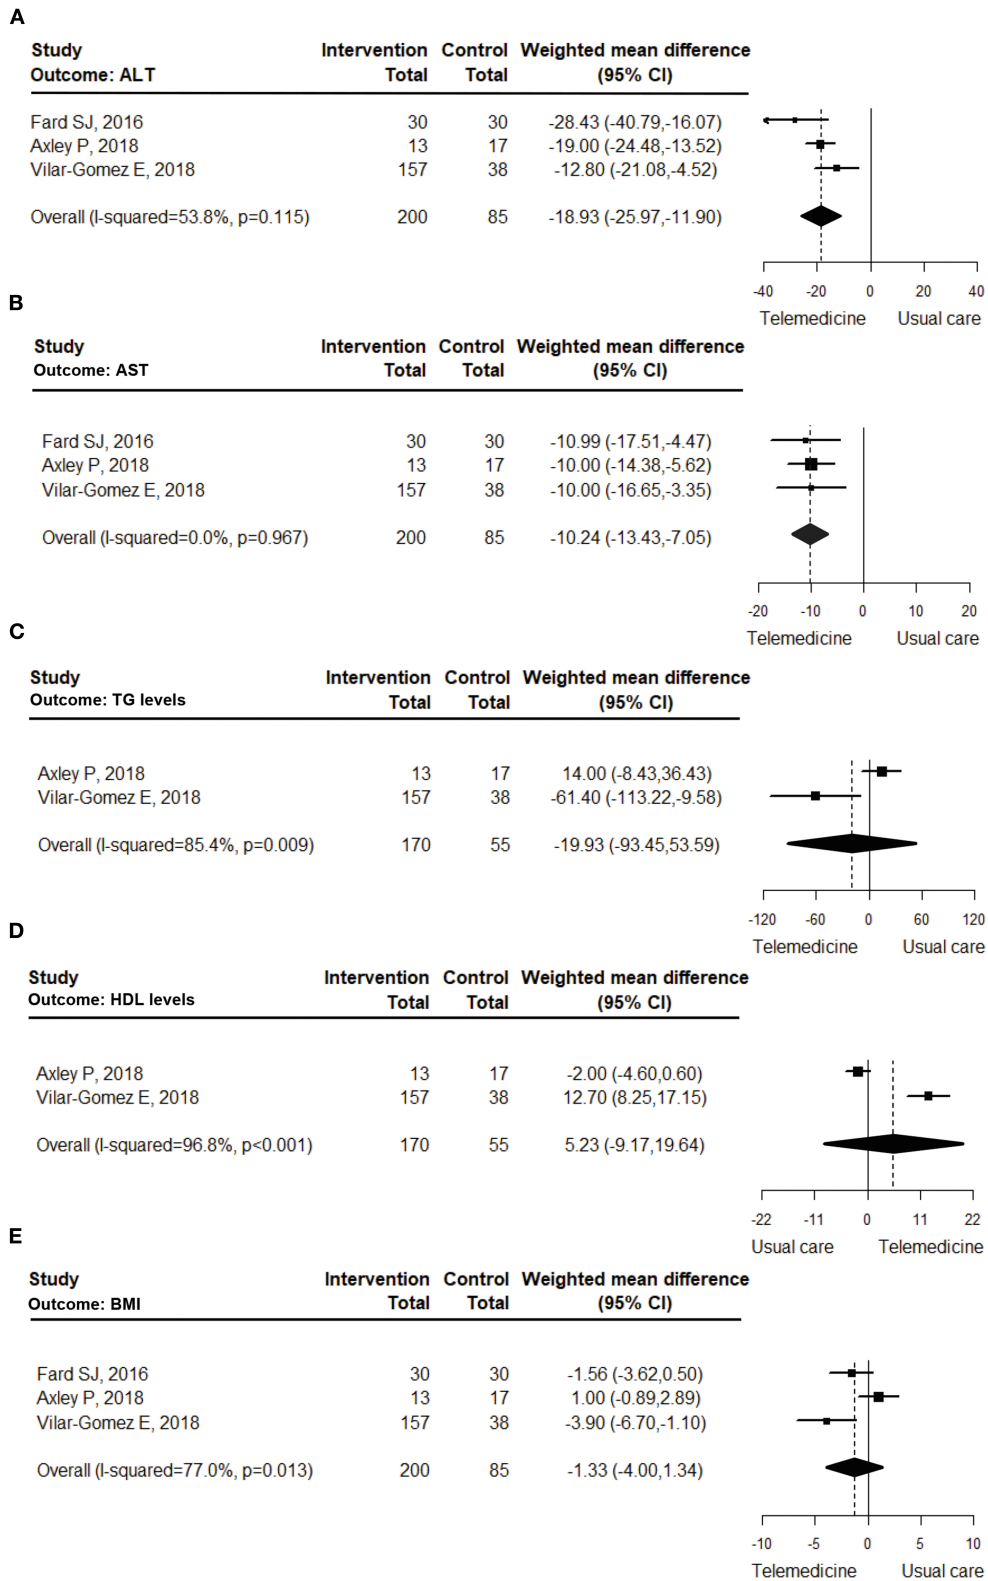 A
Study Intervention Control Weighted mean difference
Outcome: ALT Total Total (95% CI)
Fard SJ, 2016 30 30 -28.43 (-40.79,-16.07)
Axley P, 2018 13 17 -19.00 (-24.48,-13.52)
Vilar-Gomez E, 2018 157 38 -12.80 (-21.08,-4.52)
Overall (I-squared=53.8%, p=0.115) 200 85 -18.93 (-25.97,-11.90)
-40 -20 0 20 40
Telemedicine Usual care
B
Study Intervention Control Weighted mean difference
Outcome: AST Total Total (95% CI)
Fard SJ, 2016 30 30 -10.99 (-17.51,-4.47)
Axley P, 2018 13 17 -10.00 (-14.38,-5.62)
Vilar-Gomez E, 2018 157 38 -10.00 (-16.65,-3.35)
Overall (I-squared=0.0%, p=0.967) 200 85 -10.24 (-13.43,-7.05)
-20 -10 0 10 20
Telemedicine Usual care
C
Study Intervention Control Weighted mean difference
Outcome: TG levels Total Total (95% CI)
Axley P, 2018 13 17 14.00 (-8.43,36.43)
Vilar-Gomez E, 2018 157 38 -61.40 (-113.22,-9.58)
Overall (I-squared=85.4%, p=0.009) 170 55 -19.93 (-93.45,53.59)
-120 -60 0 60 120
Telemedicine Usual care
D
Study Intervention Control Weighted mean difference
Outcome: HDL levels Total Total (95% CI)
Axley P, 2018 13 17 -2.00 (-4.60,0.60)
Vilar-Gomez E, 2018 157 38 12.70 (8.25,17.15)
Overall (I-squared=96.8%, p<0.001) 170 55 5.23 (-9.17,19.64)
-22 -11 0 11 22
Usual care Telemedicine
E
Study Intervention Control Weighted mean difference
Outcome: BMI Total Total (95% CI)
Fard SJ, 2016 30 30 -1.56 (-3.62,0.50)
Axley P, 2018 13 17 1.00 (-0.89,2.89)
Vilar-Gomez E, 2018 157 38 -3.90 (-6.70,-1.10)
Overall (I-squared=77.0%, p=0.013) 200 85 -1.33 (-4.00,1.34)
-10 -5 0 5 10
Telemedicine Usual care